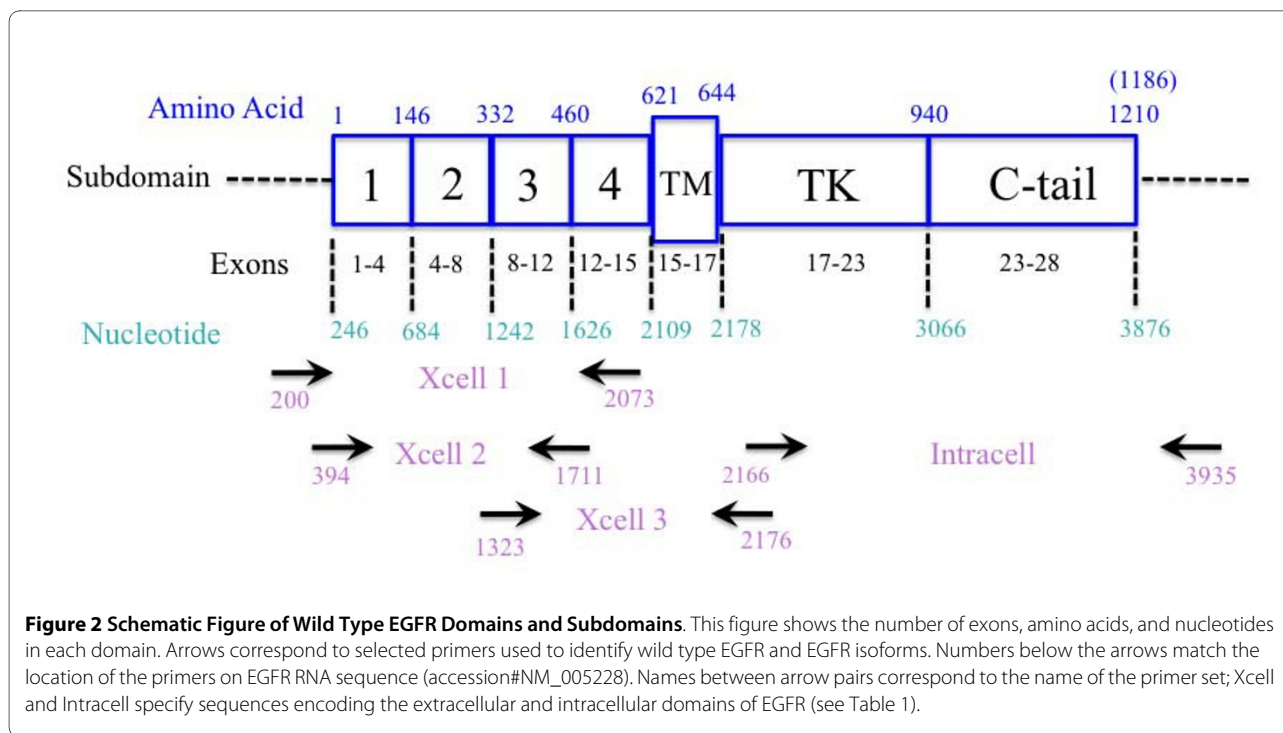 (1186)
Amino Acid 1 146 332 460 621 644 940 1210
Subdomain 1 2 3 4 TM TK C-tail
Exons 1-4 4-8 8-12 12-15 15-17 17-23 23-28
Nucleotide 246 684 1242 1626 2109 2178 3066 3876
Xcell 1
200 2073
Xcell 2 Intracell
394 1711 2166 3935
Xcell 3
1323 2176
Figure 2 Schematic Figure of Wild Type EGFR Domains and Subdomains. This figure shows the number of exons, amino acids, and nucleotides
in each domain. Arrows correspond to selected primers used to identify wild type EGFR and EGFR isoforms. Numbers below the arrows match the
location of the primers on EGFR RNA sequence (accession#NM_005228). Names between arrow pairs correspond to the name of the primer set; Xcell
and Intracell specify sequences encoding the extracellular and intracellular domains of EGFR (see Table 1).